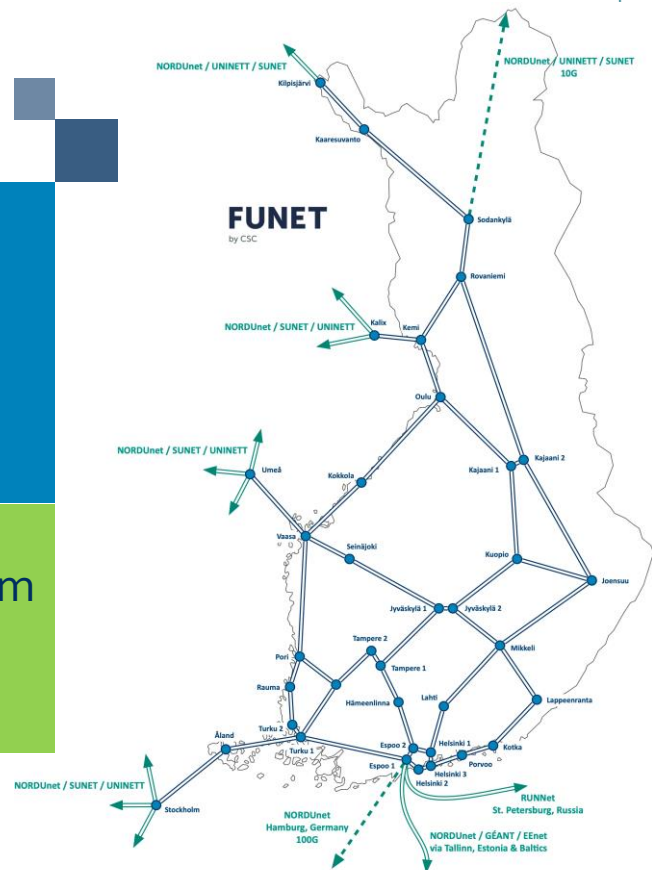 NORDUnet / UNINETT / SUNET
NORDUnet / UNINETT / SUNET
10G
Kilpisjärvi
Kaaresuvanto
FUNET
by CSC
Sodankylä
Rovaniemi
Kalix
Kemi
NORDUnet / SUNET / UNINETT
Oulu
NORDUnet / SUNET / UNINETT
Umeå
Kokkola
Kajaani 1
Kajaani 2
Vaasa
Seinäjoki
Kuopio
Joensuu
m
Jyväskylä 1
Jyväskylä 2
Tampere 2
Mikkeli
Pori
Tampere 1
Rauma
Hämeenlinna
Lahti
Lappeenranta
Turku 2
Åland
Turku 1
Espoo 2
Helsinki 1
Kotka
Espoo 1
Porvoo
Helsinki 3
Helsinki 2
NORDUnet / SUNET / UNINETT
Stockholm
RUNNet
St. Petersburg, Russia
NORDUnet
Hamburg, Germany
100G
NORDUnet / GÉANT / EEnet
via Tallinn, Estonia & Baltics